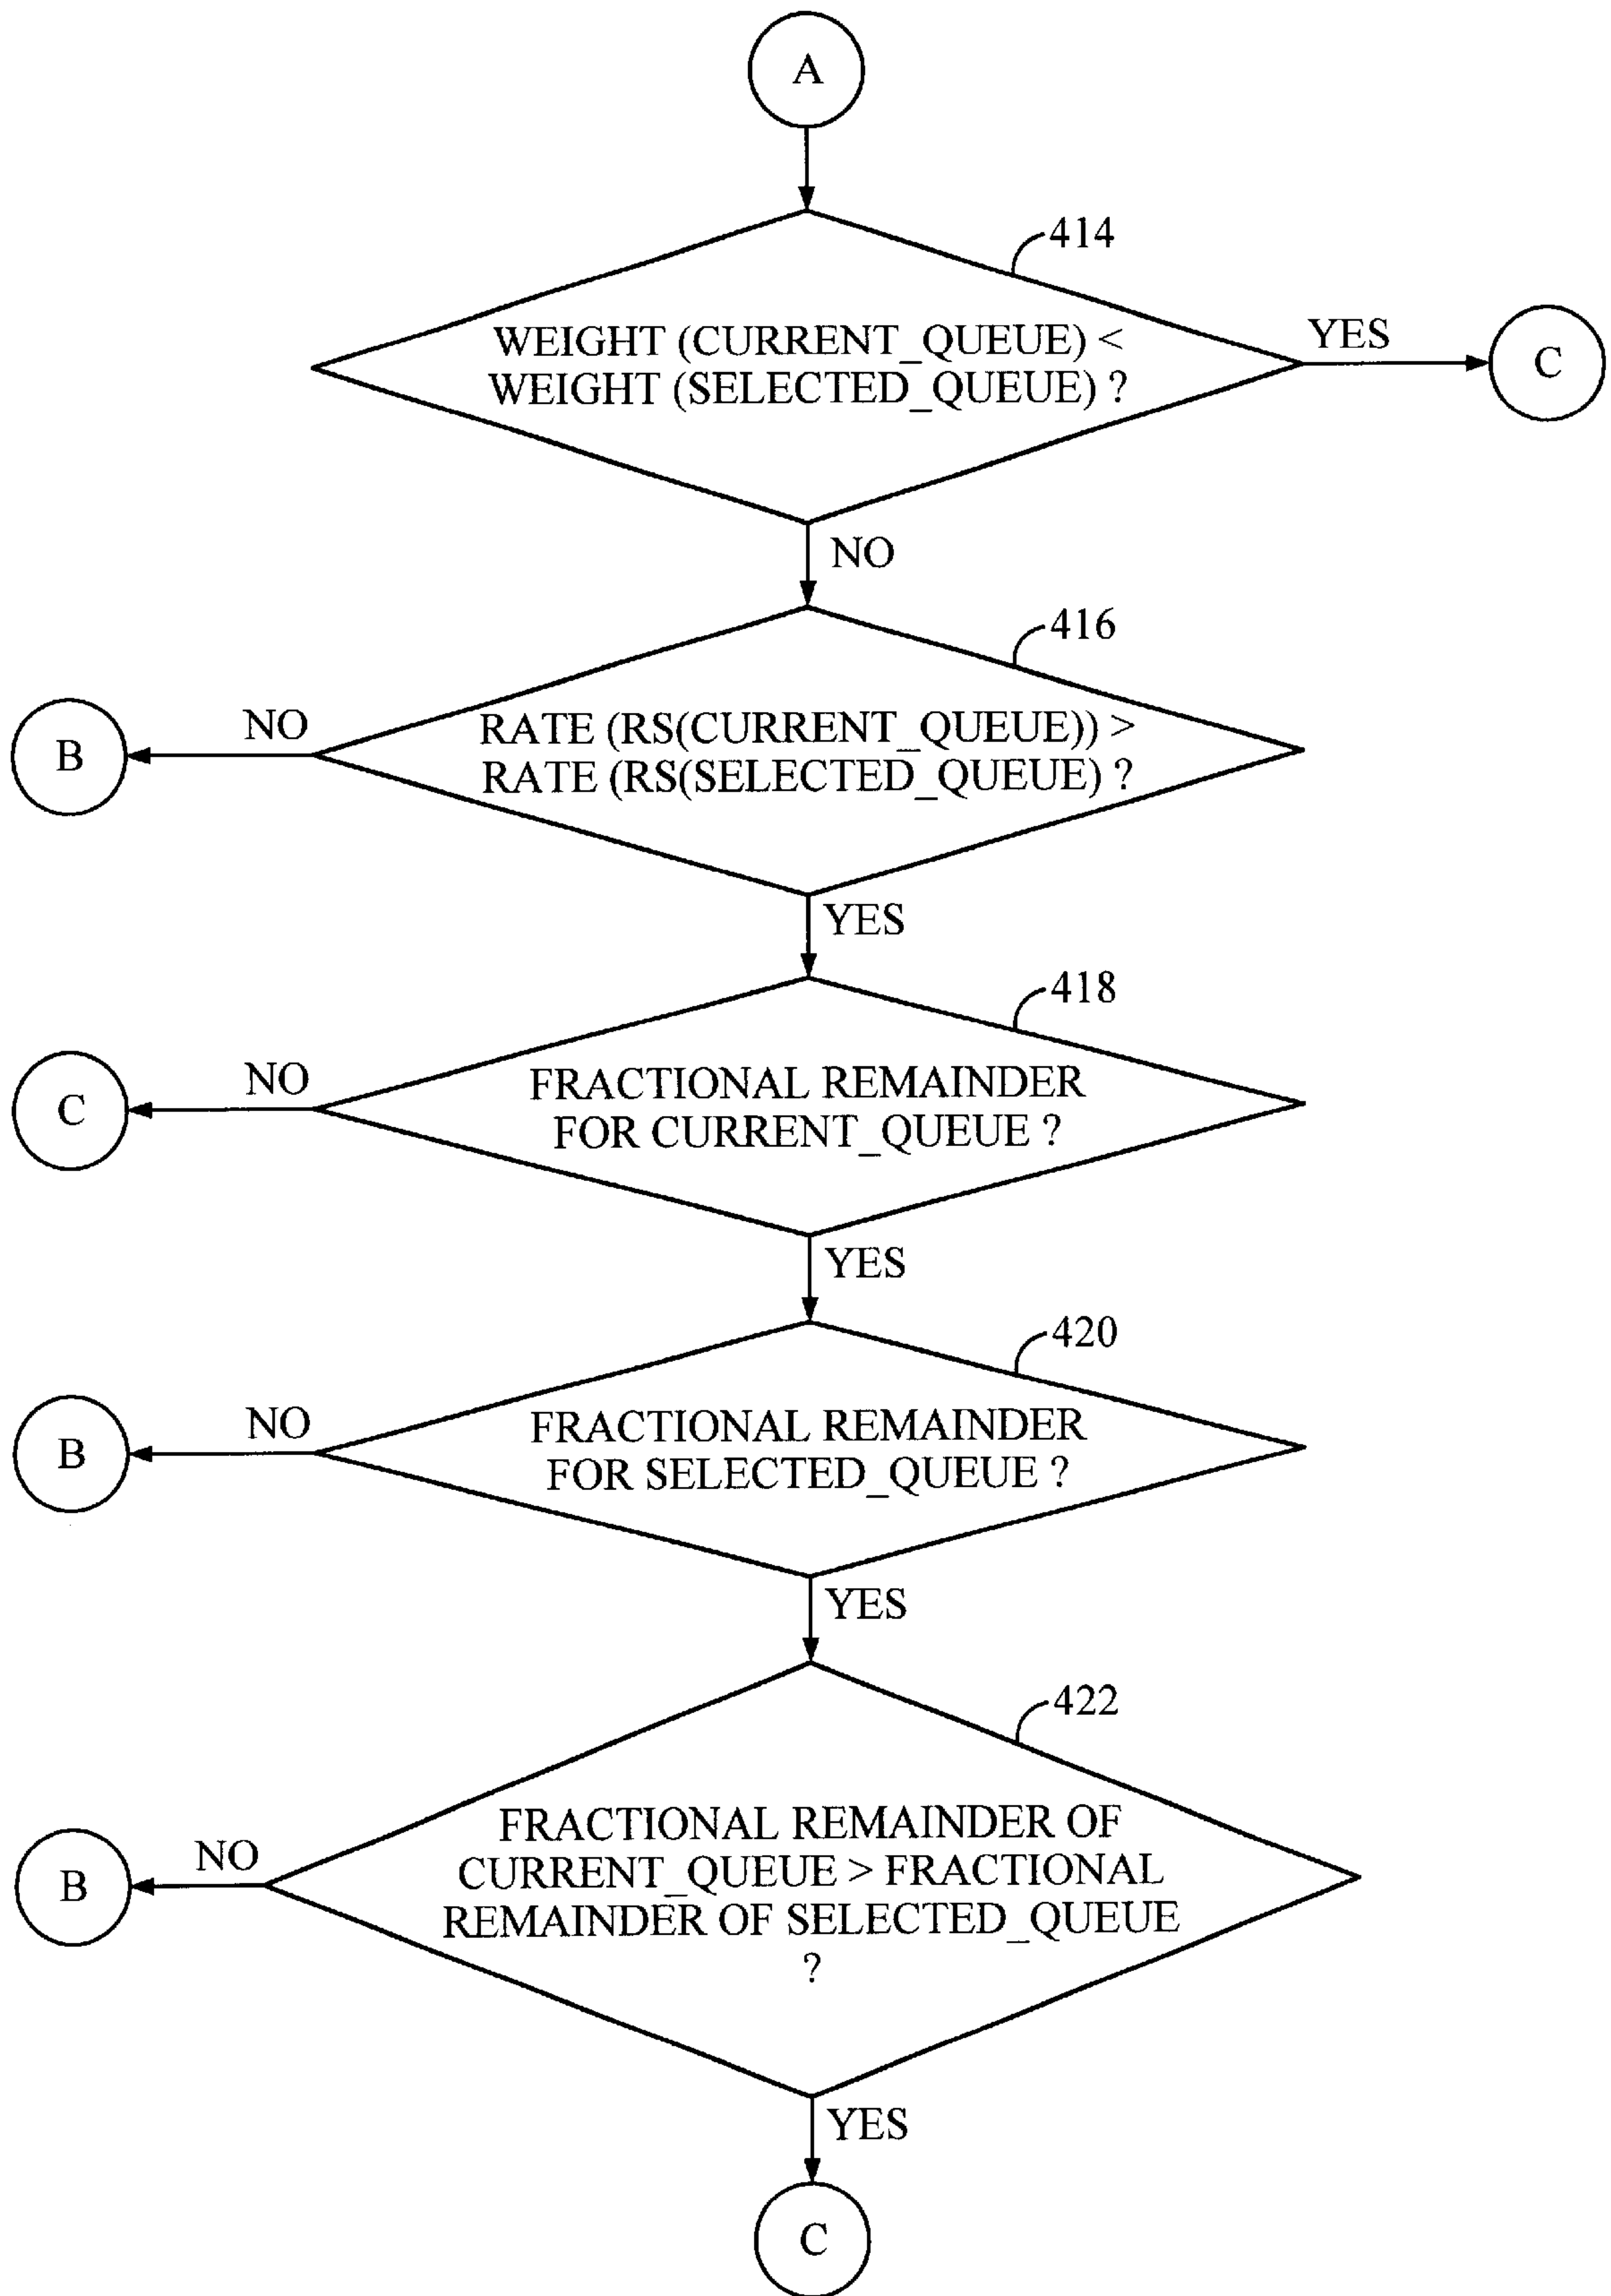 A
414
WEIGHT (CURRENT_QUEUE) <
WEIGHT (SELECTED_QUEUE) ?
YES
C
NO
416
RATE (RS(CURRENT_QUEUE)) >
RATE (RS(SELECTED_QUEUE) ?
NO
B
YES
418
FRACTIONAL REMAINDER
FOR CURRENT_QUEUE ?
NO
C
YES
420
FRACTIONAL REMAINDER
FOR SELECTED_QUEUE ?
NO
B
YES
422
FRACTIONAL REMAINDER OF
CURRENT_QUEUE > FRACTIONAL
REMAINDER OF SELECTED_QUEUE
?
NO
B
YES
C